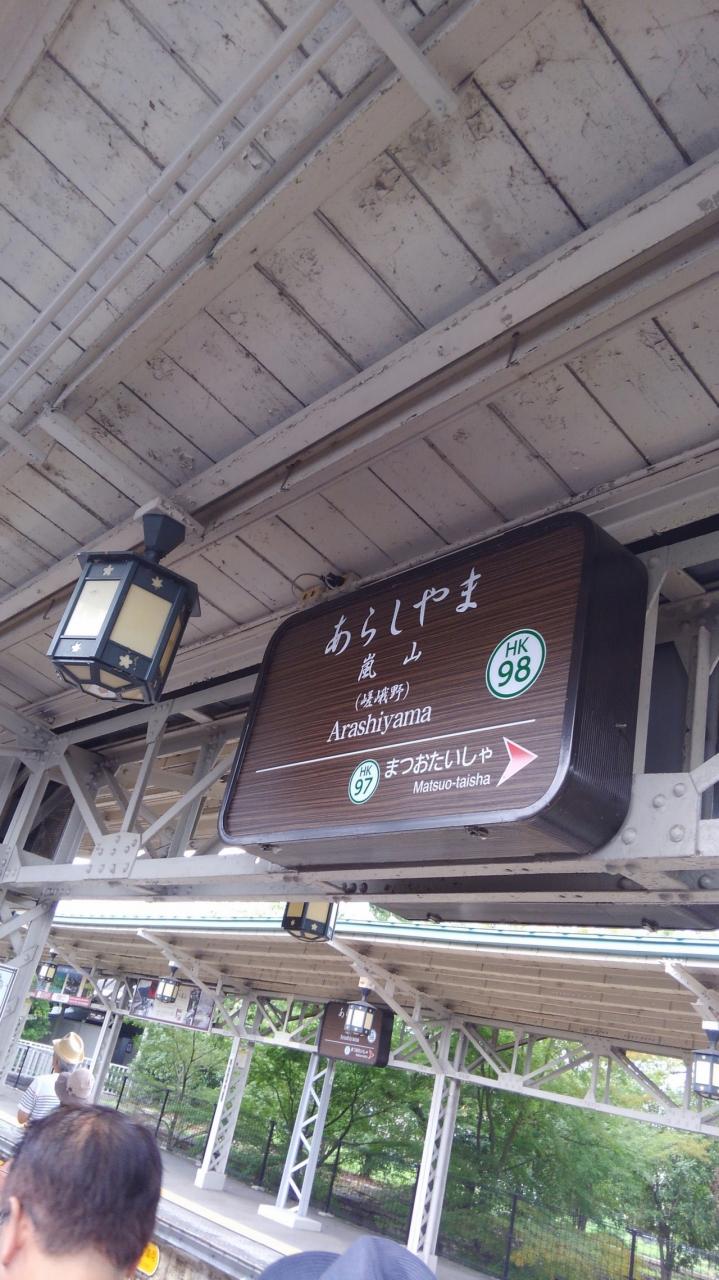 あらしやま
嵐山
(嵯峨野)
Arashiyama
HK
98
HK
97
まつおたいしゃ
Matsuo-taisha